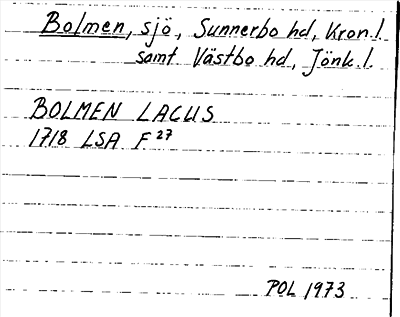 Bolmen, sjö, Sunnerbo hd, Kron.l.
samt Västbo hd, Jönk.l.
BOLMEN LACUS
1718 LSA F27
POL 1973